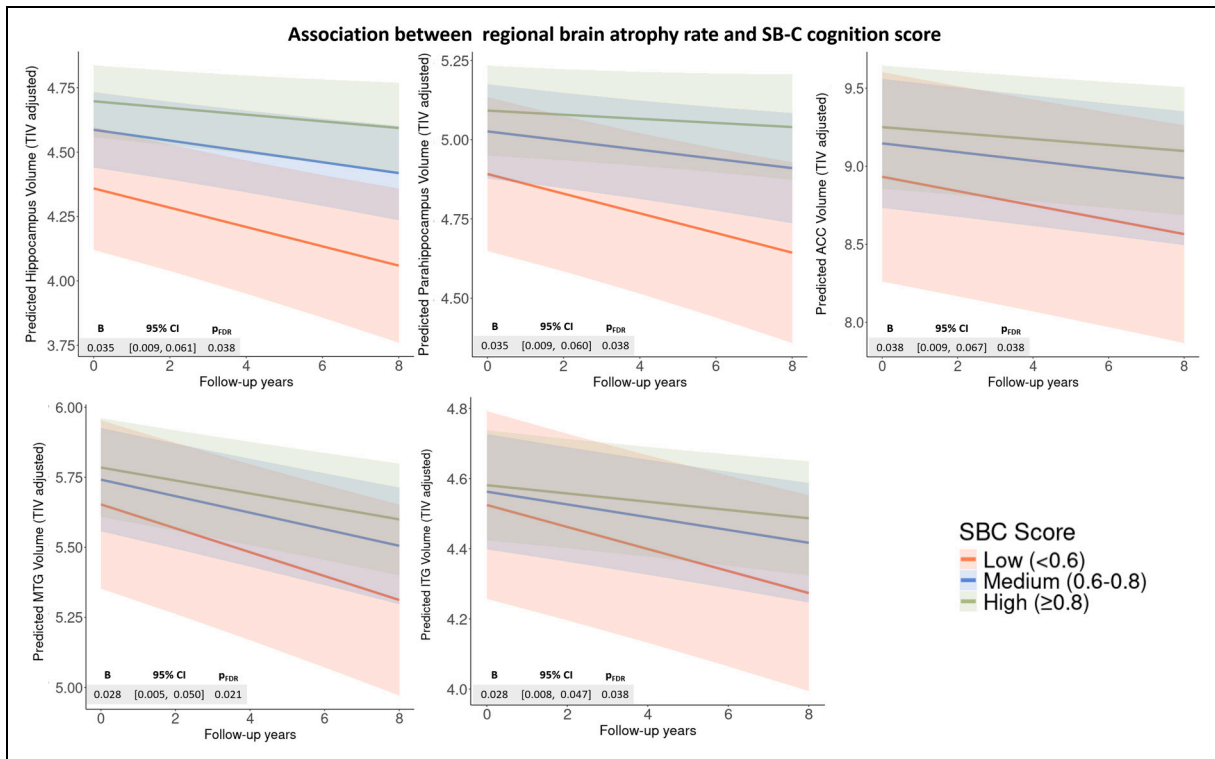 Association between regional brain atrophy rate and SB-C cognition score
Predicted Hippocampus Volume (TIV adjusted)
4.75
4.50
4.25
4.00
3.75
B 95% CI pFDR
0.035 [0.009, 0.061] 0.038
0 2 4 6 8
Follow-up years
Predicted Parahippocampus Volume (TIV adjusted)
5.25
5.00
4.75
4.50
B 95% CI pFDR
0.035 [0.009, 0.060] 0.038
0 2 4 6 8
Follow-up years
Predicted ACC Volume (TIV adjusted)
9.5
9.0
8.5
8.0
B 95% CI pFDR
0.038 [0.009, 0.067] 0.038
0 2 4 6 8
Follow-up years
Predicted MTG Volume (TIV adjusted)
6.00
5.75
5.50
5.25
5.00
B 95% CI pFDR
0.028 [0.005, 0.050] 0.021
0 2 4 6 8
Follow-up years
Predicted ITG Volume (TIV adjusted)
4.8
4.6
4.4
4.2
4.0
B 95% CI pFDR
0.028 [0.008, 0.047] 0.038
0 2 4 6 8
Follow-up years
SBC Score
Low (<0.6)
Medium (0.6-0.8)
High (≥0.8)